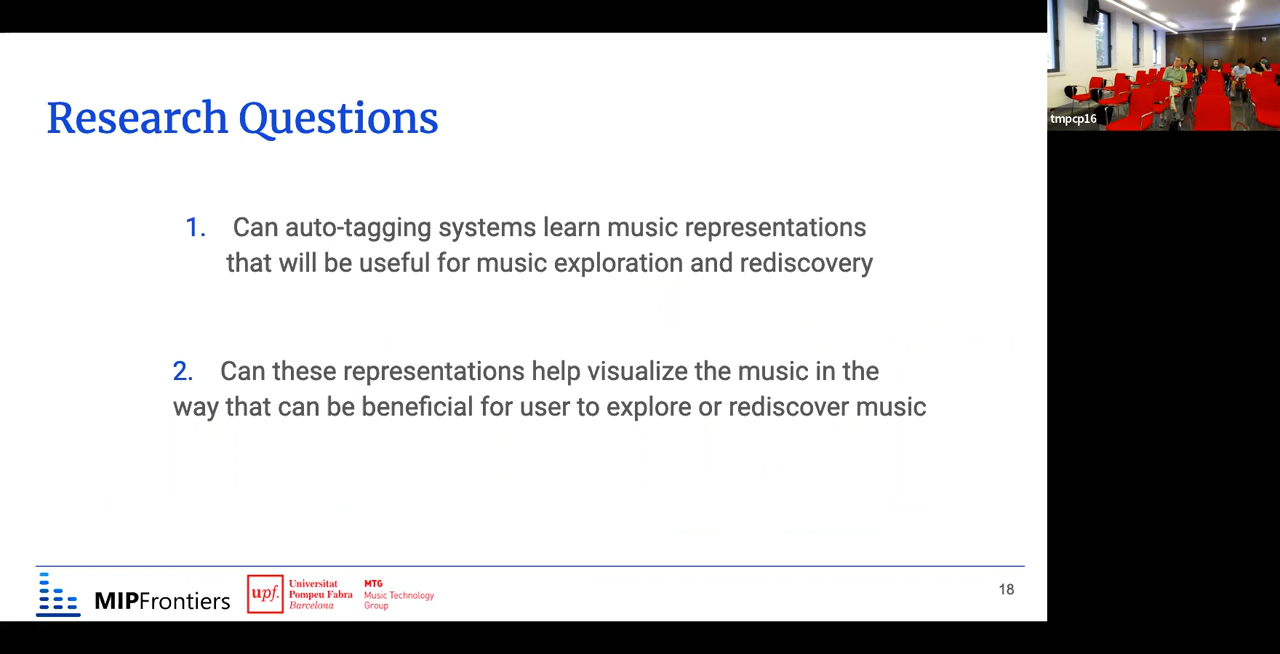 Research Questions
1. Can auto-tagging systems learn music representations
that will be useful for music exploration and rediscovery
2. Can these representations help visualize the music in the
way that can be beneficial for user to explore or rediscover music
MIPFrontiers
upf.
Universitat
Pompeu Fabra
Barcelona
MTG
Music Technology
Group
18
tmpcp16